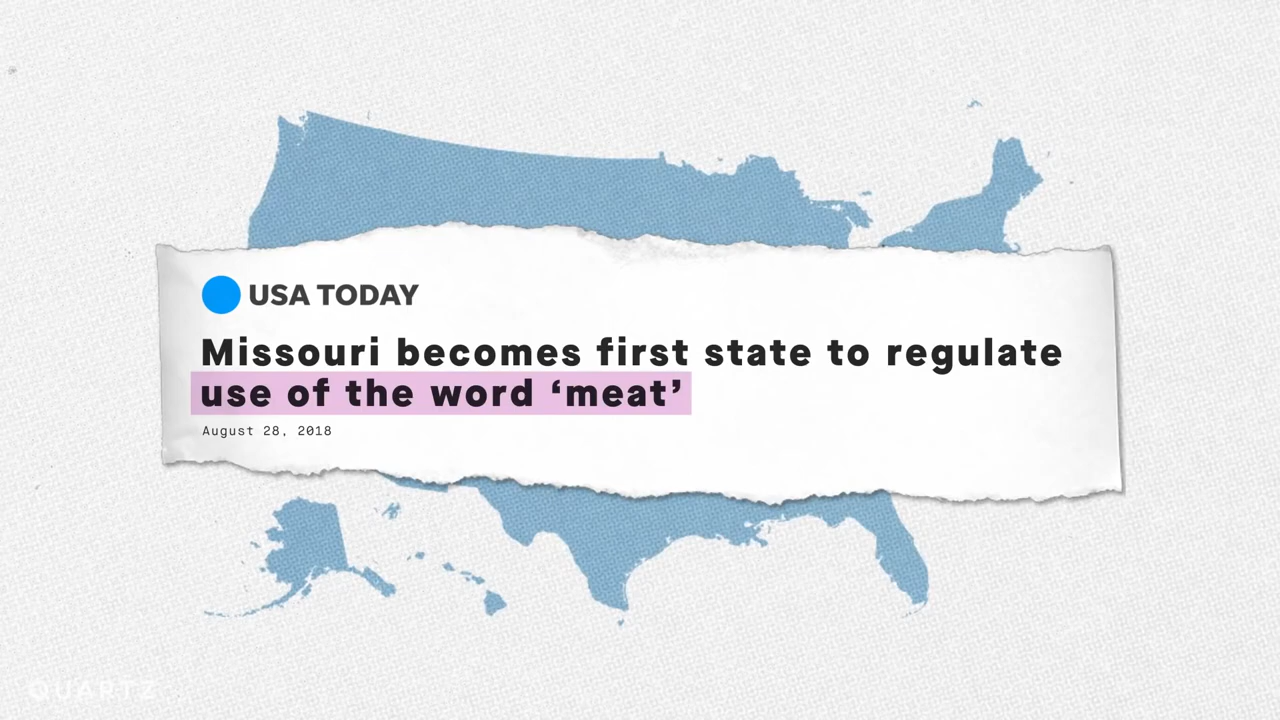 USA TODAY
Missouri becomes first state to regulate
use of the word ‘meat’
August 28, 2018
QUARTZ